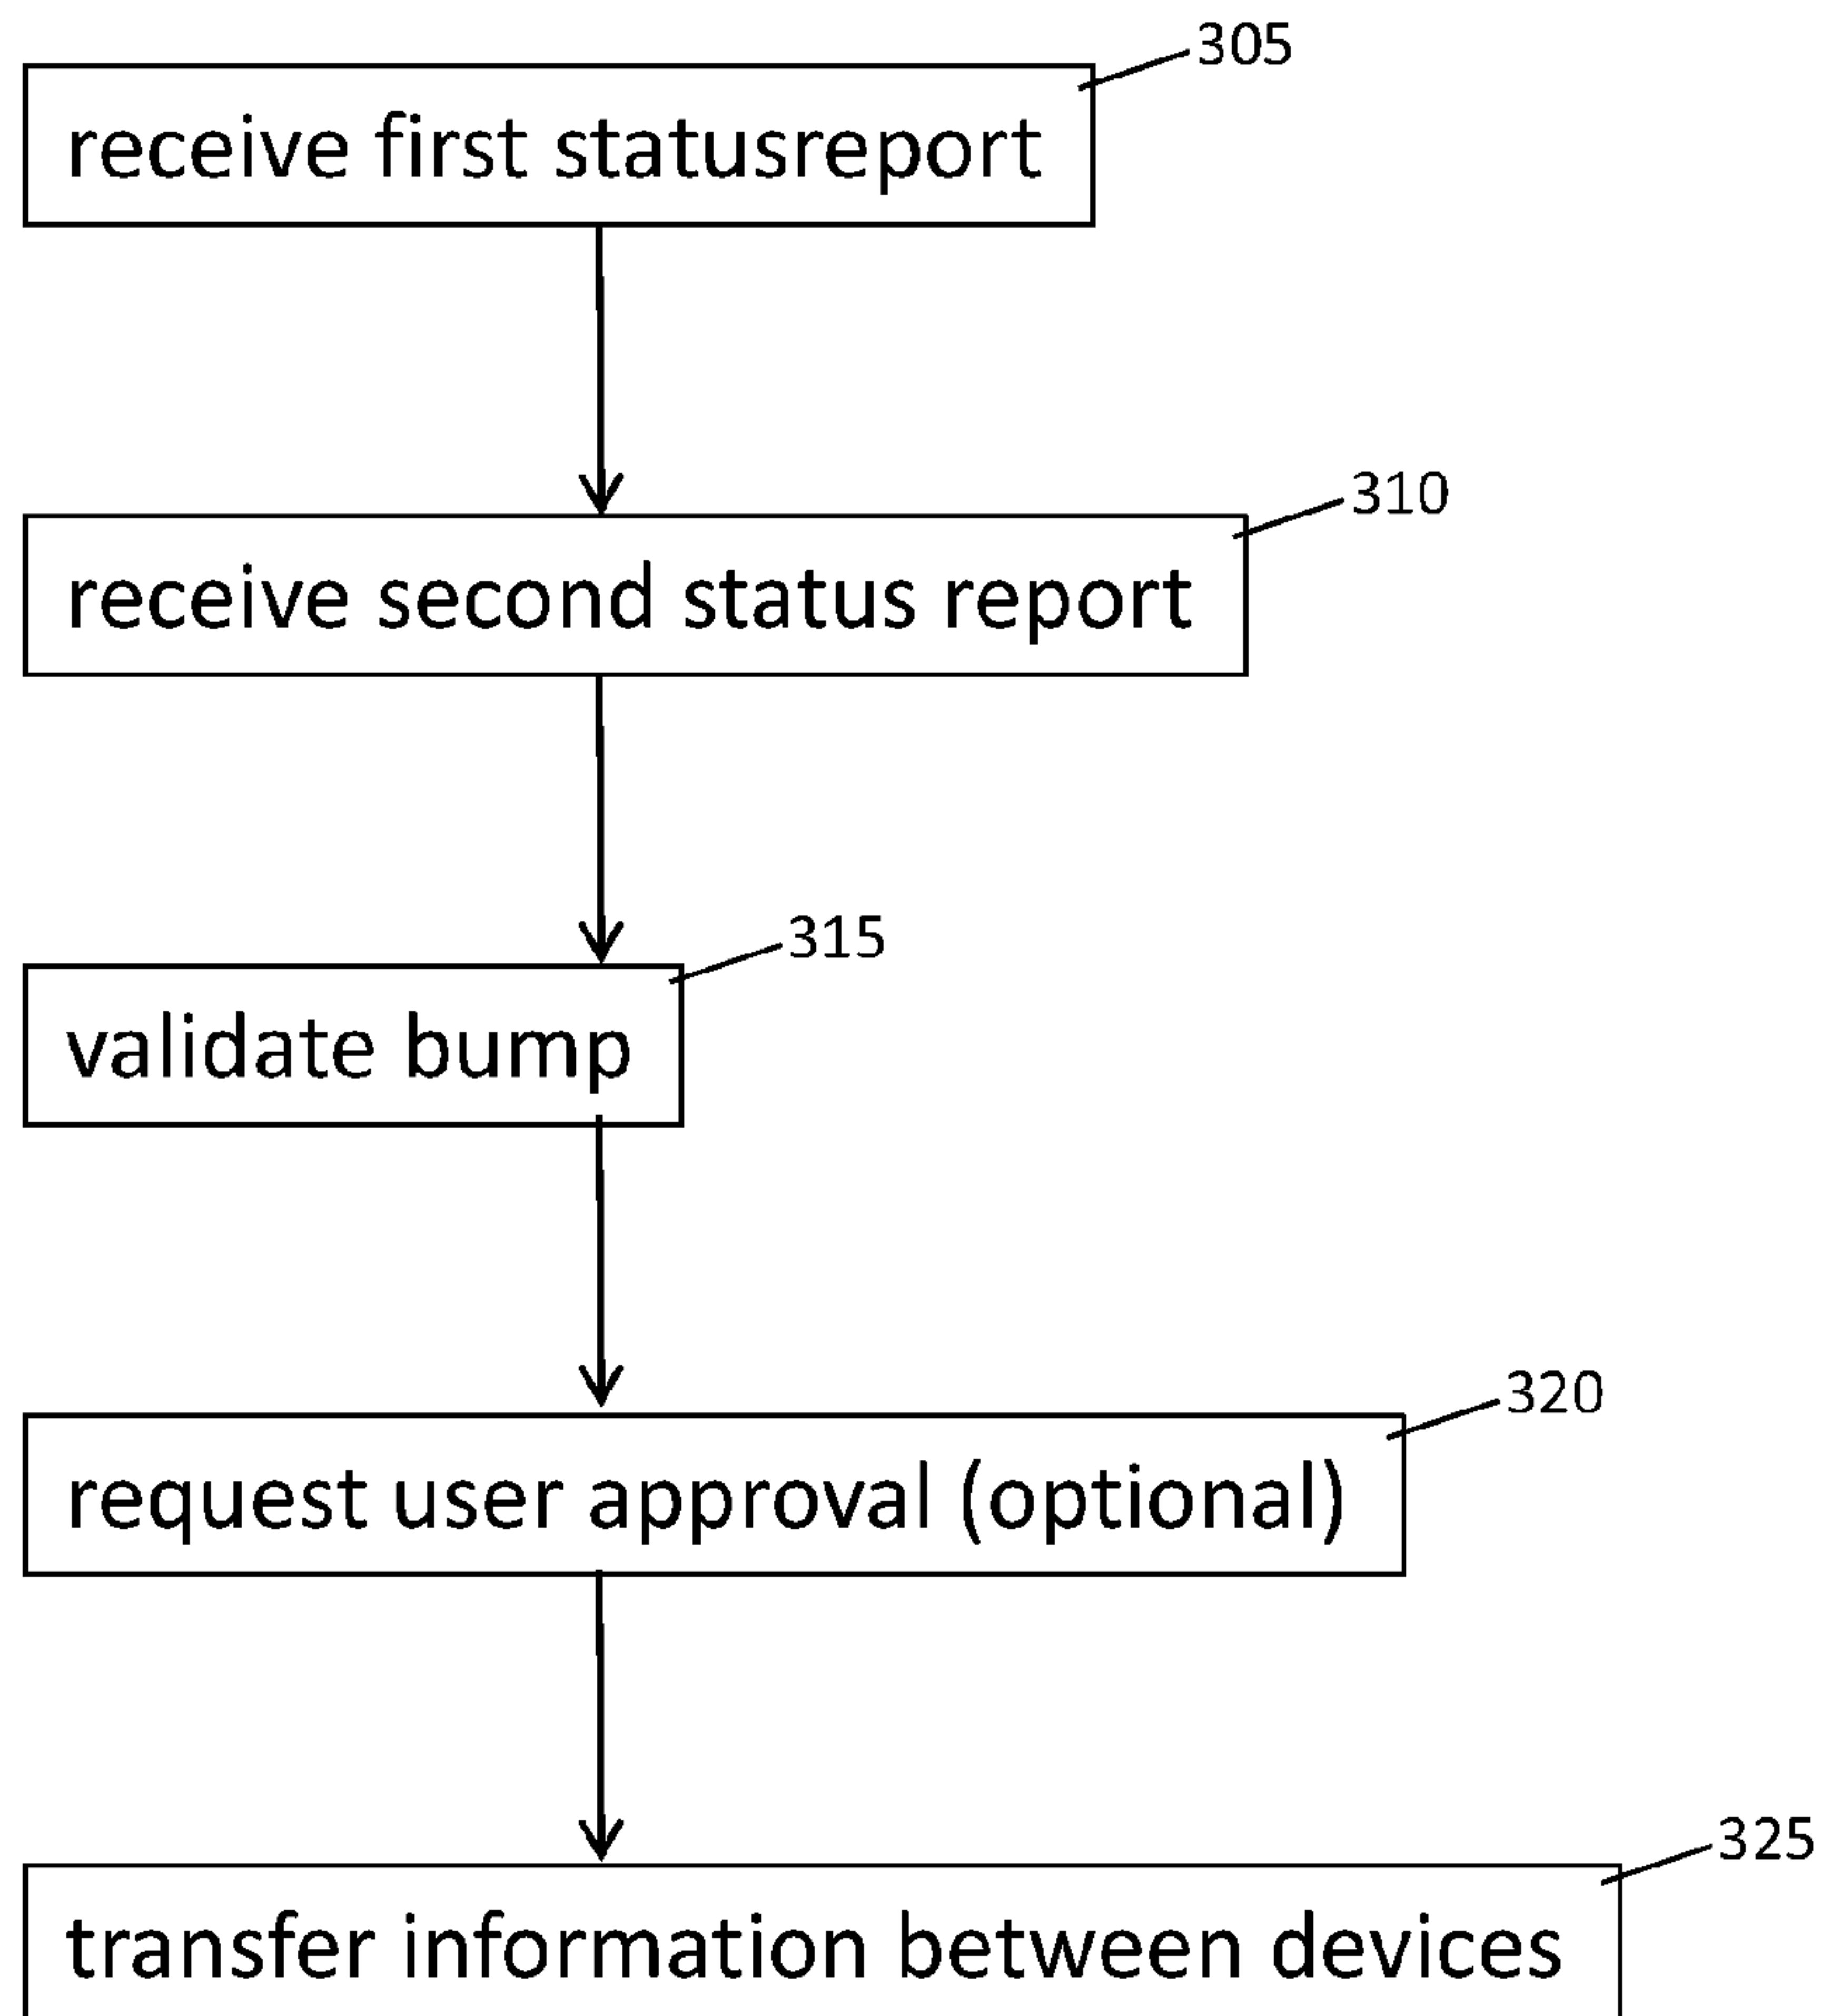 305
receive first statusreport
310
receive second status report
315
validate bump
320
request user approval (optional)
325
transfer information between devices